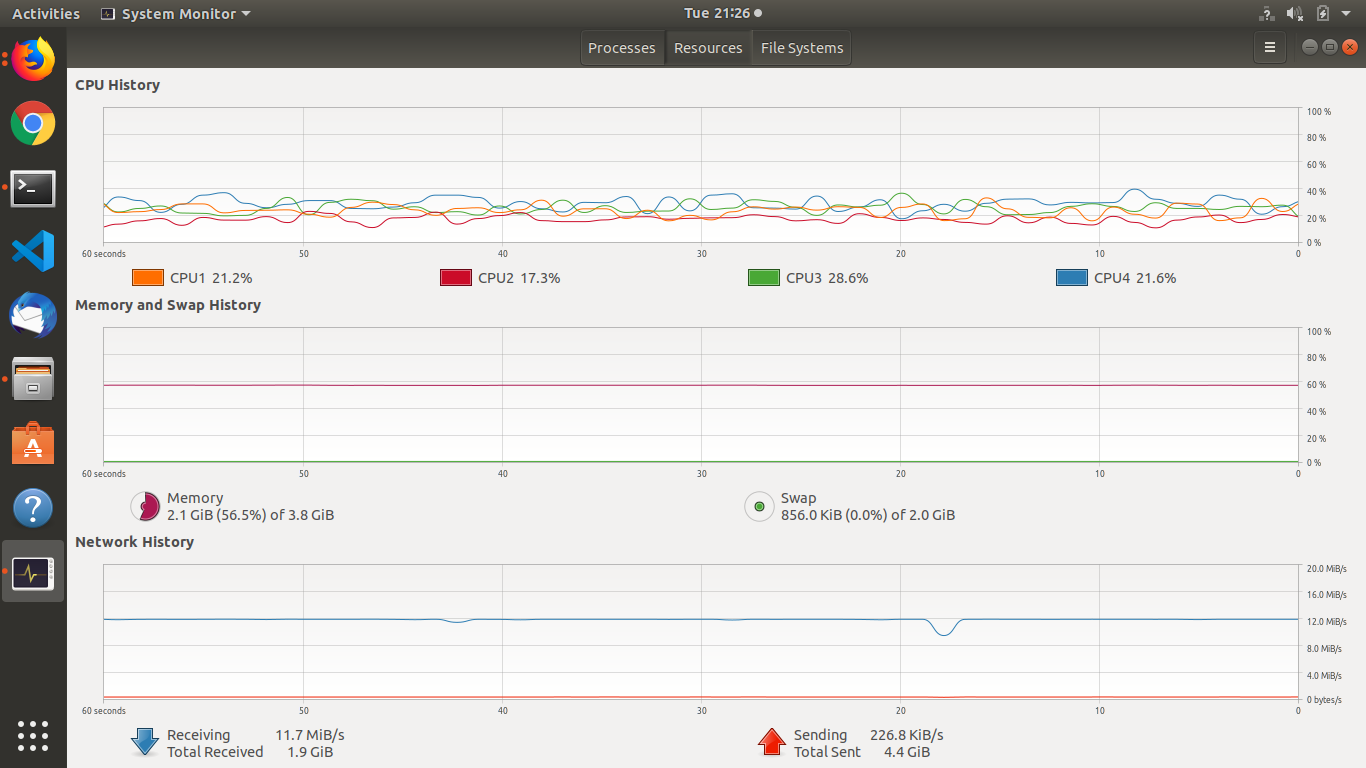 Activities System Monitor Tue 21:26
Processes Resources File Systems
CPU History
100 %
80 %
60 %
40 %
20 %
0 %
60 seconds 50 40 30 20 10 0
CPU1 21.2% CPU2 17.3% CPU3 28.6% CPU4 21.6%
Memory and Swap History
100 %
80 %
60 %
40 %
20 %
0 %
60 seconds 50 40 30 20 10 0
Memory
2.1 GiB (56.5%) of 3.8 GiB
Swap
856.0 KiB (0.0%) of 2.0 GiB
Network History
20.0 MiB/s
16.0 MiB/s
12.0 MiB/s
8.0 MiB/s
4.0 MiB/s
0 bytes/s
60 seconds 50 40 30 20 10 0
Receiving 11.7 MiB/s
Total Received 1.9 GiB
Sending 226.8 KiB/s
Total Sent 4.4 GiB